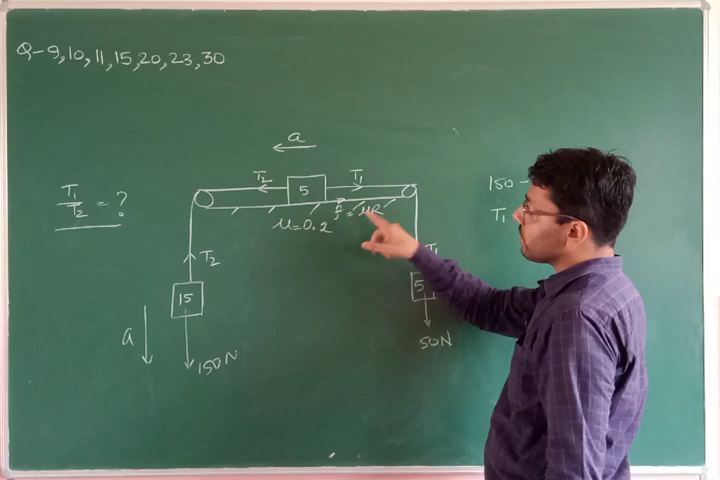 Q-9,10,11,15,20,23,30
a
T₂ T₁
5
T₁/T₂ = ?
f = μR
μ=0.2
150 -
T₁
T₂
T₁
15
5
a
150N
50N